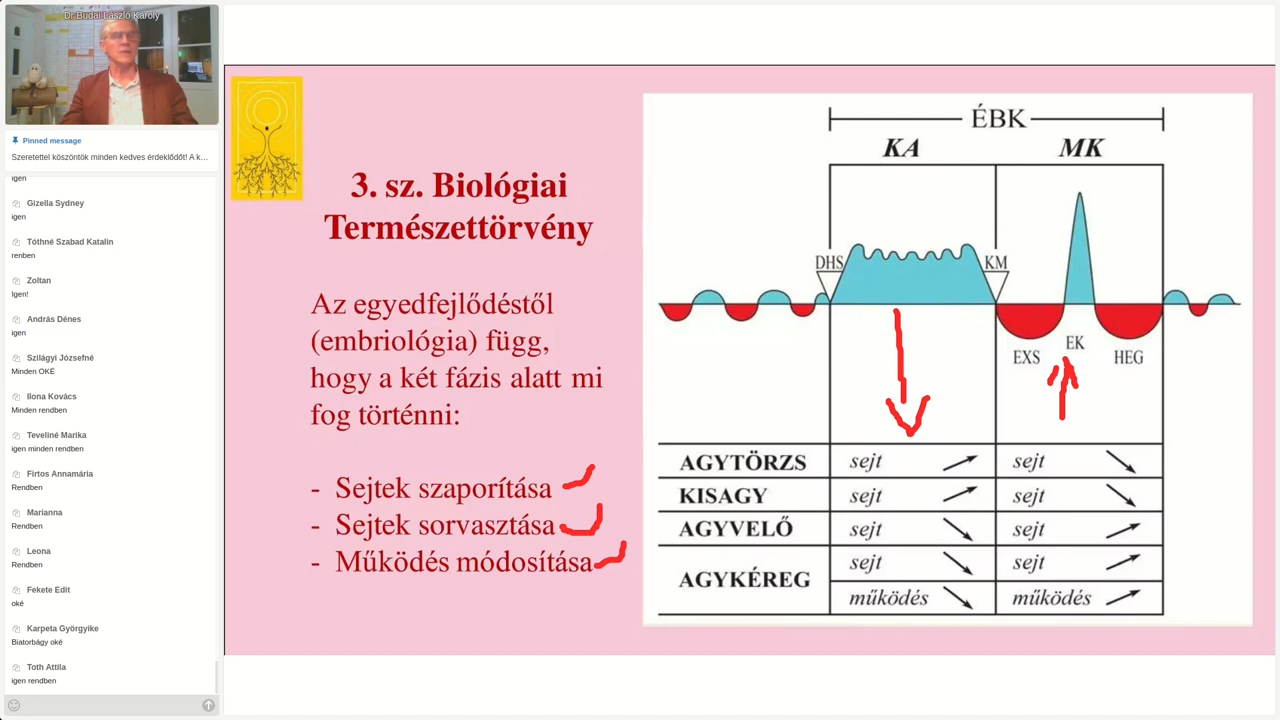 Dr Budai László Károly
Pinned message
Szeretettel köszöntök minden kedves érdeklődőt! A k...
igen
Gizella Sydney
igen
Tóthné Szabad Katalin
renben
Zoltan
Igen!
András Dénes
igen
Szilágyi Józsefné
Minden OKÉ
Ilona Kovács
Minden rendben
Teveliné Marika
igen minden rendben
Firtos Annamária
Rendben
Marianna
Rendben
Leona
Rendben
Fekete Edit
oké
Karpeta Györgyike
Biatorbágy oké
Toth Attila
igen rendben
3. sz. Biológiai
Természettörvény
Az egyedfejlődéstől
(embriológia) függ,
hogy a két fázis alatt mi
fog történni:
- Sejtek szaporítása
- Sejtek sorvasztása
- Működés módosítása
ÉBK
KA MK
DHS KM
EXS EK HEG
AGYTÖRZS sejt sejt
KISAGY sejt sejt
AGYVELŐ sejt sejt
AGYKÉREG sejt sejt
működés működés